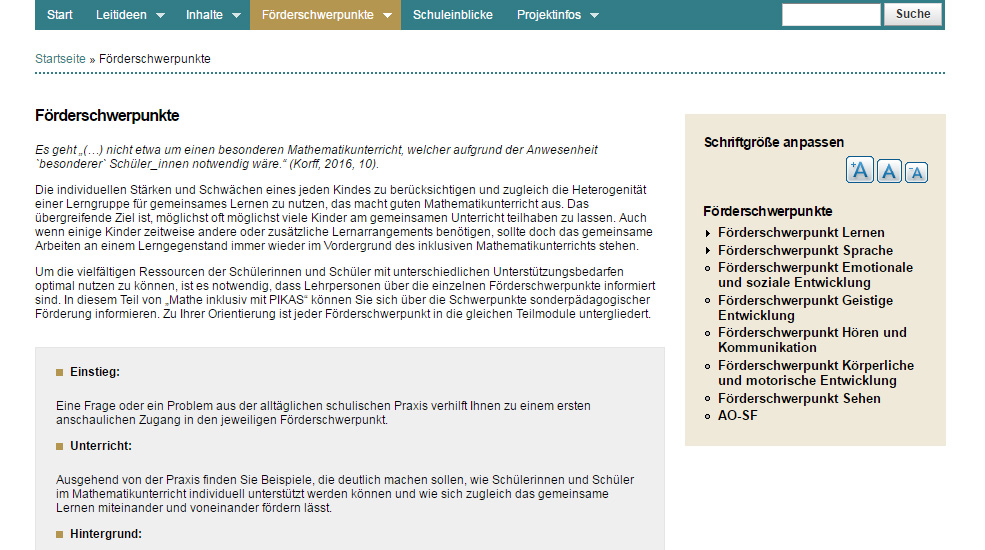 Start Leitideen Inhalte Förderschwerpunkte Schuleinblicke Projektinfos Suche
Startseite » Förderschwerpunkte
Förderschwerpunkte
Es geht „(…) nicht etwa um einen besonderen Mathematikunterricht, welcher aufgrund der Anwesenheit
`besonderer` Schüler_innen notwendig wäre.“ (Korff, 2016, 10).
Die individuellen Stärken und Schwächen eines jeden Kindes zu berücksichtigen und zugleich die Heterogenität
einer Lerngruppe für gemeinsames Lernen zu nutzen, das macht guten Mathematikunterricht aus. Das
übergreifende Ziel ist, möglichst oft möglichst viele Kinder am gemeinsamen Unterricht teilhaben zu lassen. Auch
wenn einige Kinder zeitweise andere oder zusätzliche Lernarrangements benötigen, sollte doch das gemeinsame
Arbeiten an einem Lerngegenstand immer wieder im Vordergrund des inklusiven Mathematikunterrichts stehen.
Um die vielfältigen Ressourcen der Schülerinnen und Schüler mit unterschiedlichen Unterstützungsbedarfen
optimal nutzen zu können, ist es notwendig, dass Lehrpersonen über die einzelnen Förderschwerpunkte informiert
sind. In diesem Teil von „Mathe inklusiv mit PIKAS“ können Sie sich über die Schwerpunkte sonderpädagogischer
Förderung informieren. Zu Ihrer Orientierung ist jeder Förderschwerpunkt in die gleichen Teilmodule untergliedert.
Einstieg:
Eine Frage oder ein Problem aus der alltäglichen schulischen Praxis verhilft Ihnen zu einem ersten
anschaulichen Zugang in den jeweiligen Förderschwerpunkt.
Unterricht:
Ausgehend von der Praxis finden Sie Beispiele, die deutlich machen sollen, wie Schülerinnen und Schüler
im Mathematikunterricht individuell unterstützt werden können und wie sich zugleich das gemeinsame
Lernen miteinander und voneinander fördern lässt.
Hintergrund:
Schriftgröße anpassen
+A A -A
Förderschwerpunkte
Förderschwerpunkt Lernen
Förderschwerpunkt Sprache
Förderschwerpunkt Emotionale
und soziale Entwicklung
Förderschwerpunkt Geistige
Entwicklung
Förderschwerpunkt Hören und
Kommunikation
Förderschwerpunkt Körperliche
und motorische Entwicklung
Förderschwerpunkt Sehen
AO-SF